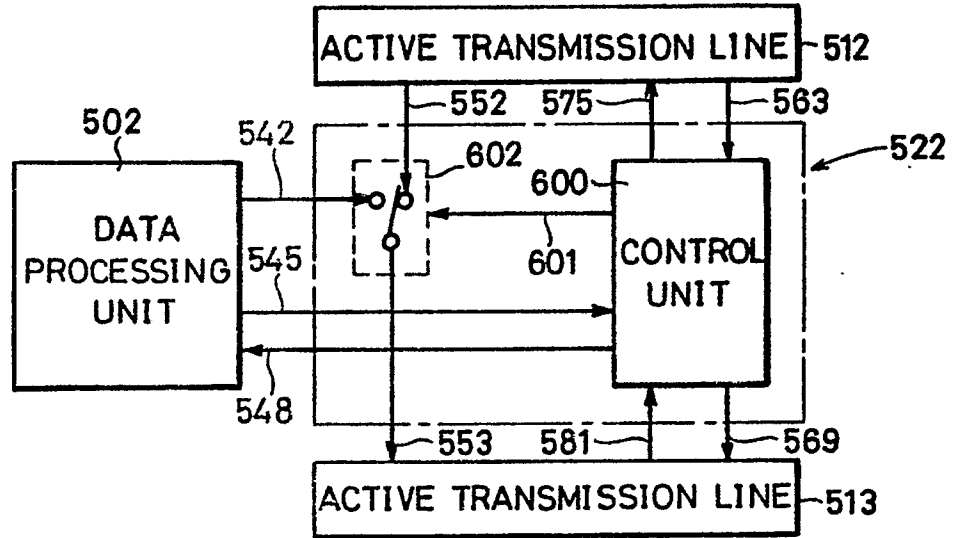 ACTIVE TRANSMISSION LINE 512
552 575 563
502 542 602 522
600
DATA
PROCESSING
UNIT
545 601
CONTROL
UNIT
548 553 581 569
ACTIVE TRANSMISSION LINE 513